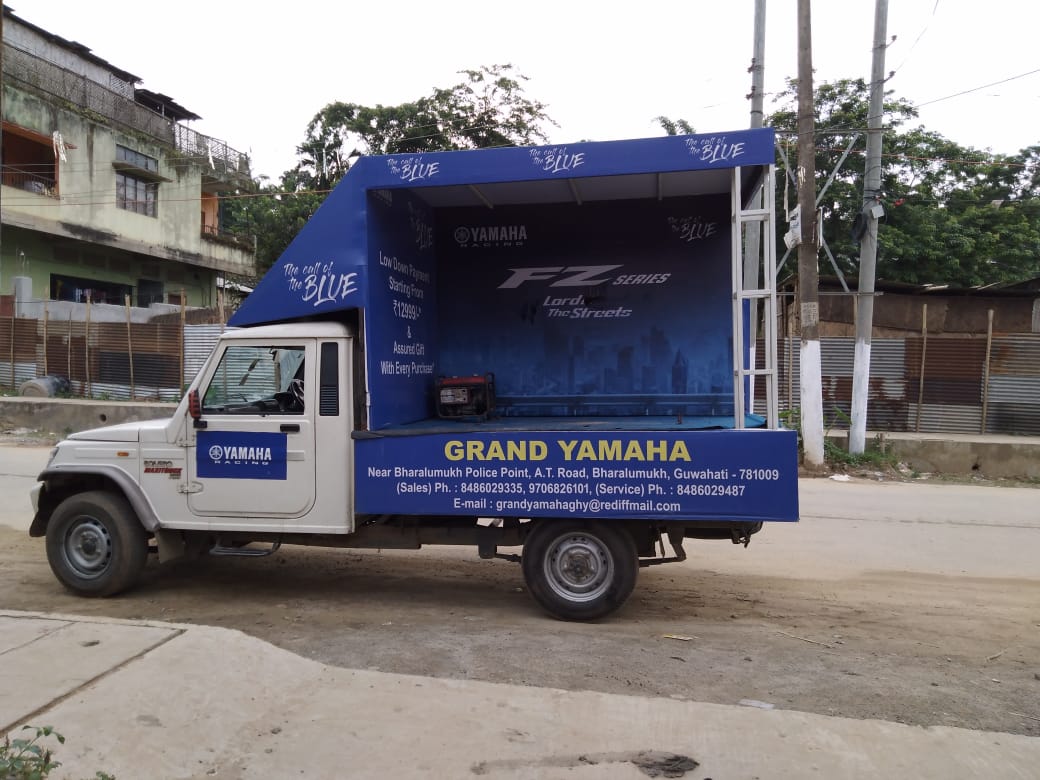 The call of
the BLUE
The call of
the BLUE
The call of
the BLUE
The call of
the BLUE
YAMAHA
RACING
FZ SERIES
The Streets
Low Down Payment
Starting From
₹12999/-*
&
Assured Gift
With Every Purchase*
YAMAHA
RACING
BOLERO
MAXITRUCK
GRAND YAMAHA
Near Bharalumukh Police Point, A.T. Road, Bharalumukh, Guwahati - 781009
(Sales) Ph. : 8486029335, 9706826101, (Service) Ph. : 8486029487
E-mail : grandyamahaghy@rediffmail.com